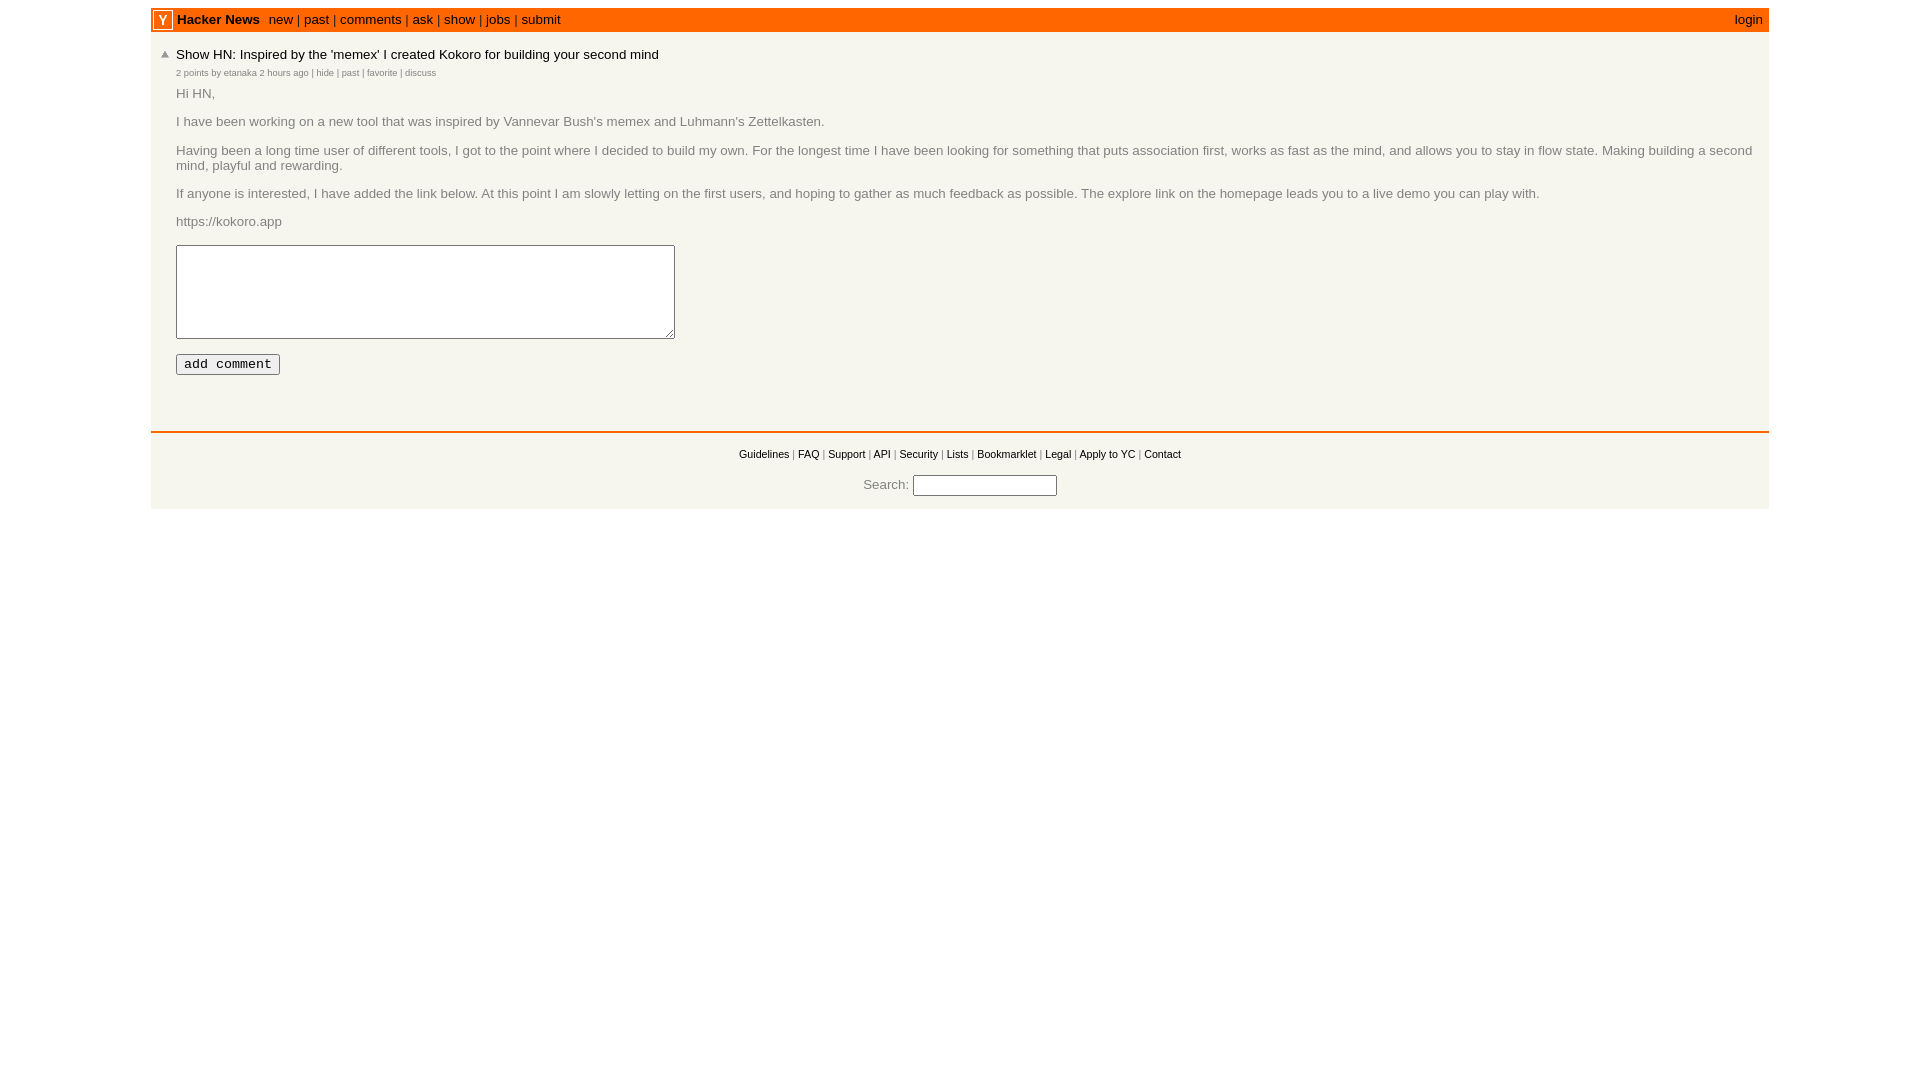 Y Hacker News new | past | comments | ask | show | jobs | submit login
Show HN: Inspired by the 'memex' I created Kokoro for building your second mind
2 points by etanaka 2 hours ago | hide | past | favorite | discuss
Hi HN,
I have been working on a new tool that was inspired by Vannevar Bush's memex and Luhmann's Zettelkasten.
Having been a long time user of different tools, I got to the point where I decided to build my own. For the longest time I have been looking for something that puts association first, works as fast as the mind, and allows you to stay in flow state. Making building a second
mind, playful and rewarding.
If anyone is interested, I have added the link below. At this point I am slowly letting on the first users, and hoping to gather as much feedback as possible. The explore link on the homepage leads you to a live demo you can play with.
https://kokoro.app
add comment
Guidelines | FAQ | Support | API | Security | Lists | Bookmarklet | Legal | Apply to YC | Contact
Search: